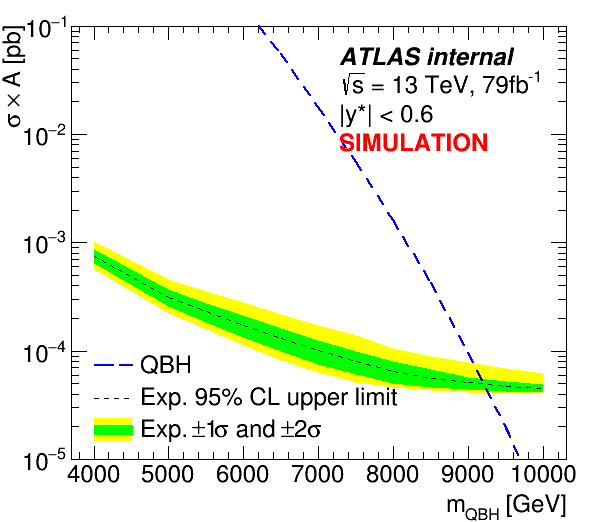 σ × A [pb]
10⁻¹
10⁻²
10⁻³
10⁻⁴
10⁻⁵
ATLAS internal
√s = 13 TeV, 79fb⁻¹
|y*| < 0.6
SIMULATION
QBH
Exp. 95% CL upper limit
Exp. ±1σ and ±2σ
4000 5000 6000 7000 8000 9000 10000
m_QBH [GeV]